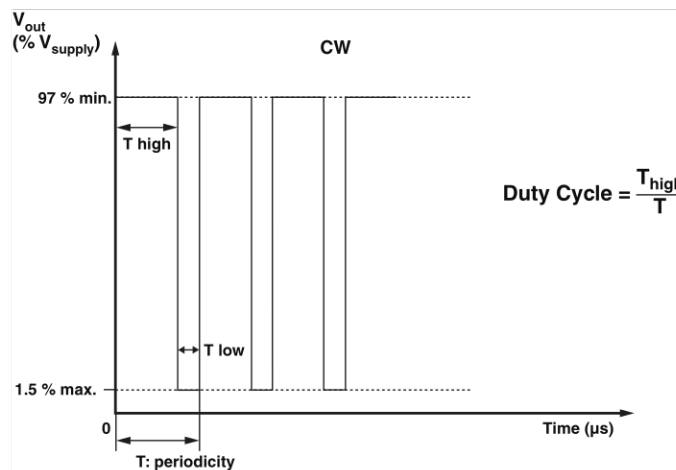 V_out
(% V_supply)
CW
97 % min.
T high
Duty Cycle = T_high / T
T low
1.5 % max.
0
Time (μs)
T: periodicity